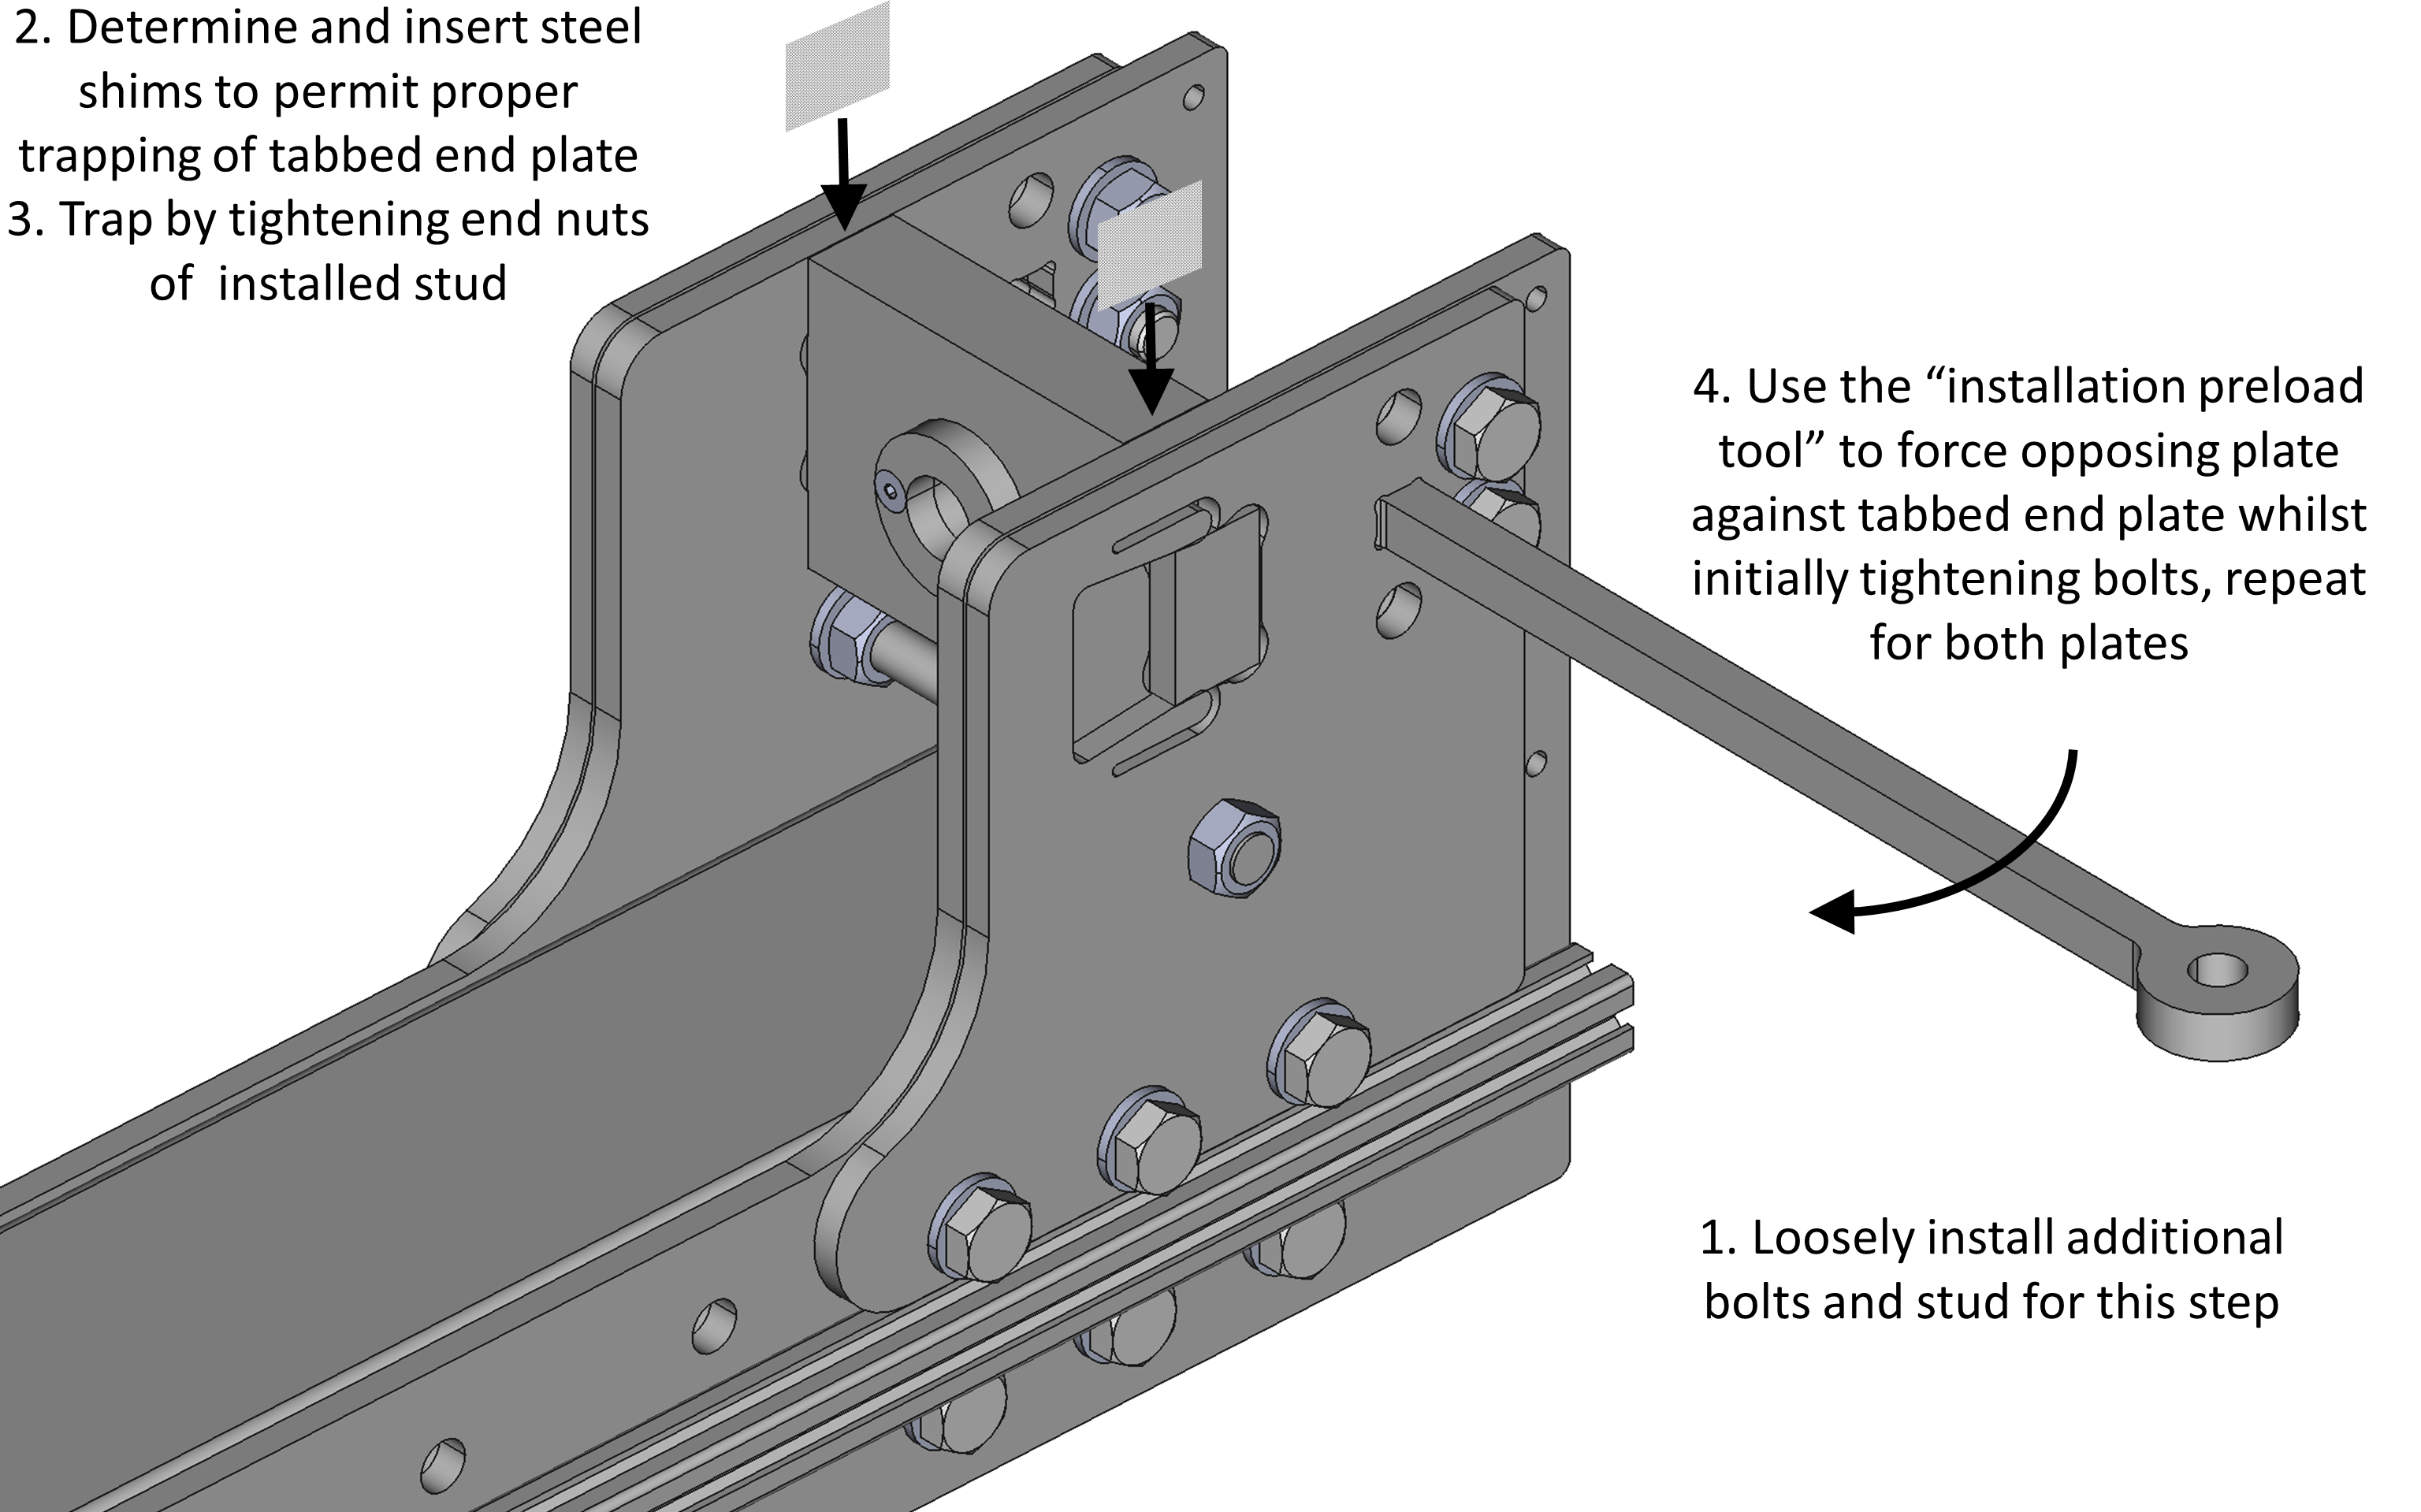 2. Determine and insert steel
shims to permit proper
trapping of tabbed end plate
3. Trap by tightening end nuts
of  installed stud
4. Use the “installation preload
tool” to force opposing plate
against tabbed end plate whilst
initially tightening bolts, repeat
for both plates
1. Loosely install additional
bolts and stud for this step